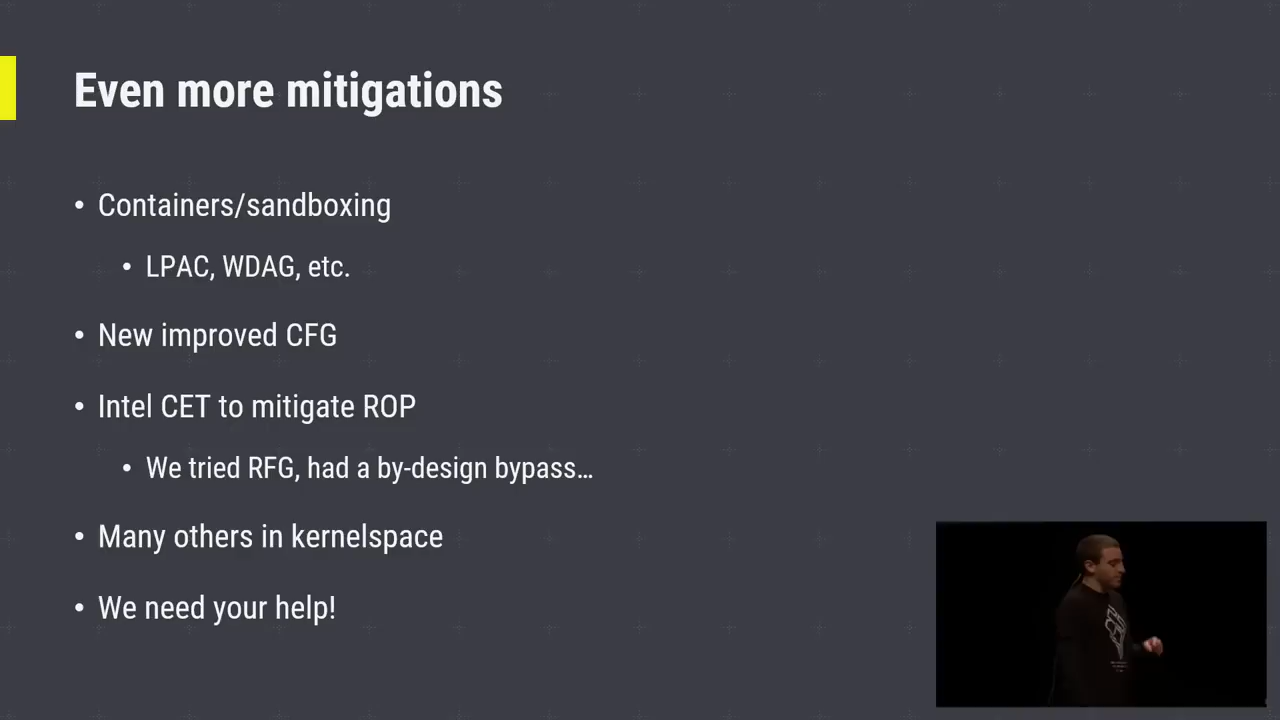 Even more mitigations
• Containers/sandboxing
• LPAC, WDAG, etc.
• New improved CFG
• Intel CET to mitigate ROP
• We tried RFG, had a by-design bypass…
• Many others in kernelspace
• We need your help!